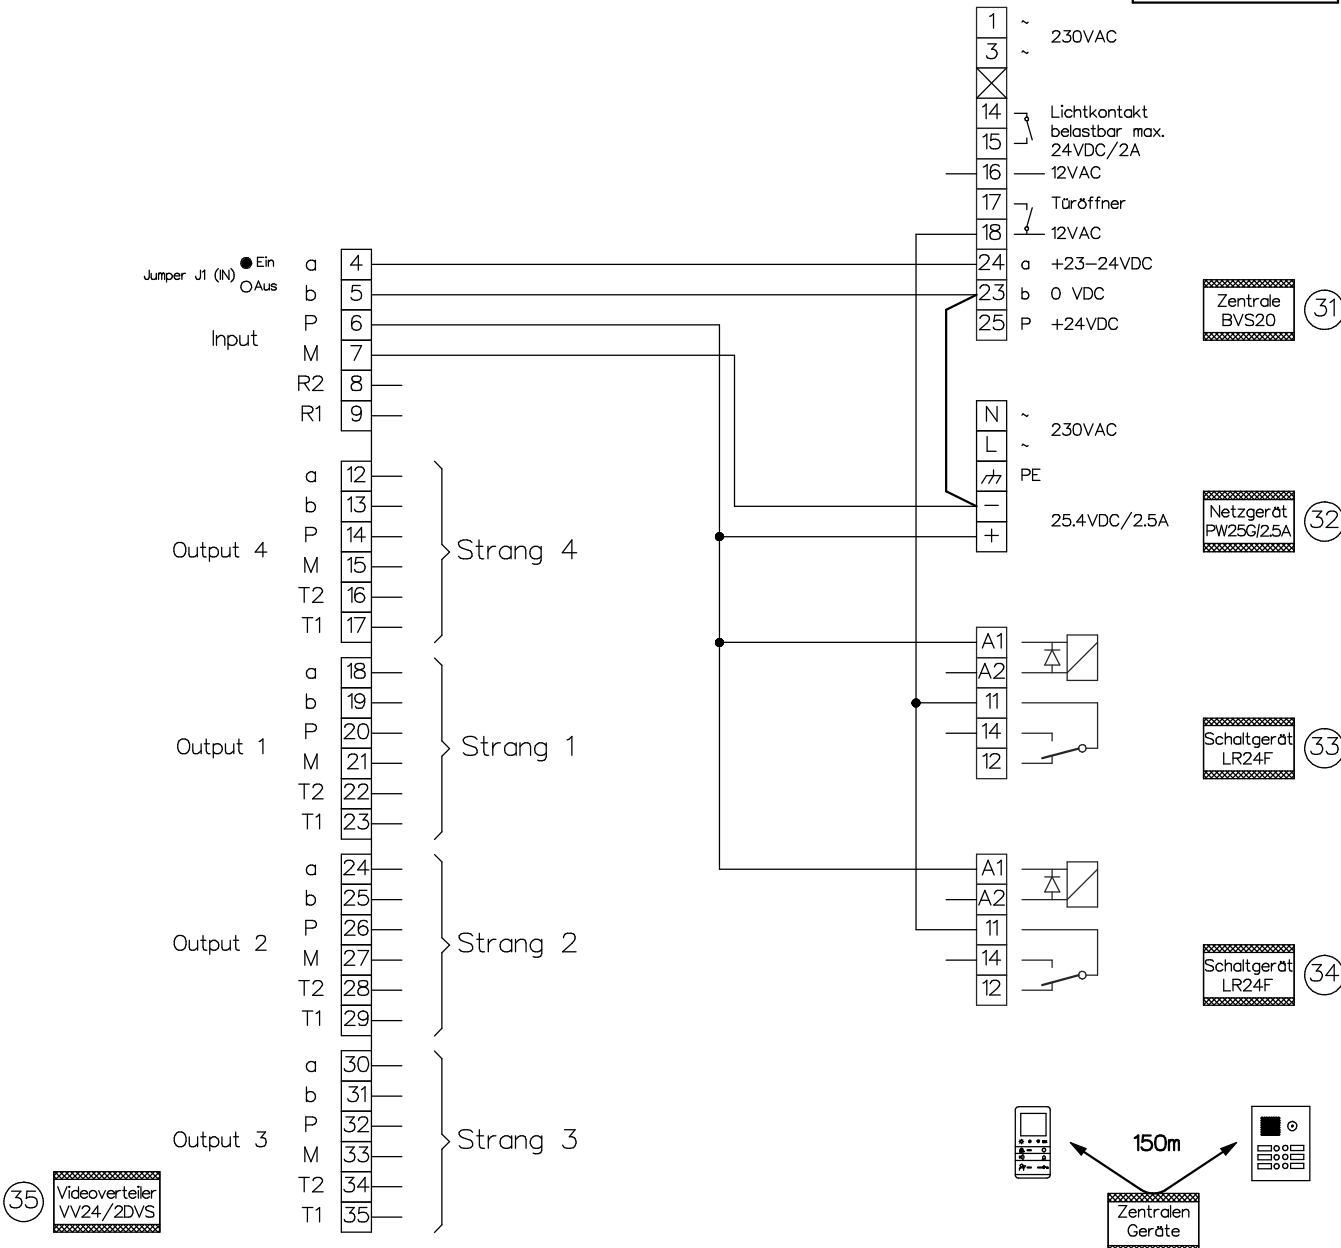 1 ~
230VAC
3 ~
14 Lichtkontakt
belastbar max.
15
24VDC/2A
16 12VAC
17 Türöffner
18 12VAC
24 a +23-24VDC
23 b 0 VDC
25 P +24VDC
Zentrale
BVS20
31
Jumper J1 (IN)
Ein
Aus
Input
a 4
b 5
P 6
M 7
R2 8
R1 9
N ~
230VAC
L ~
PE
-
25.4VDC/2.5A
+
Netzgerät
PW25G/2.5A
32
Output 4
a 12
b 13
P 14
M 15
T2 16
T1 17
Strang 4
A1
A2
11
14
12
Schaltgerät
LR24F
33
Output 1
a 18
b 19
P 20
M 21
T2 22
T1 23
Strang 1
A1
A2
11
14
12
Schaltgerät
LR24F
34
Output 2
a 24
b 25
P 26
M 27
T2 28
T1 29
Strang 2
Output 3
a 30
b 31
P 32
M 33
T2 34
T1 35
Strang 3
35
Videoverteiler
VV24/2DVS
150m
Zentralen
Geräte